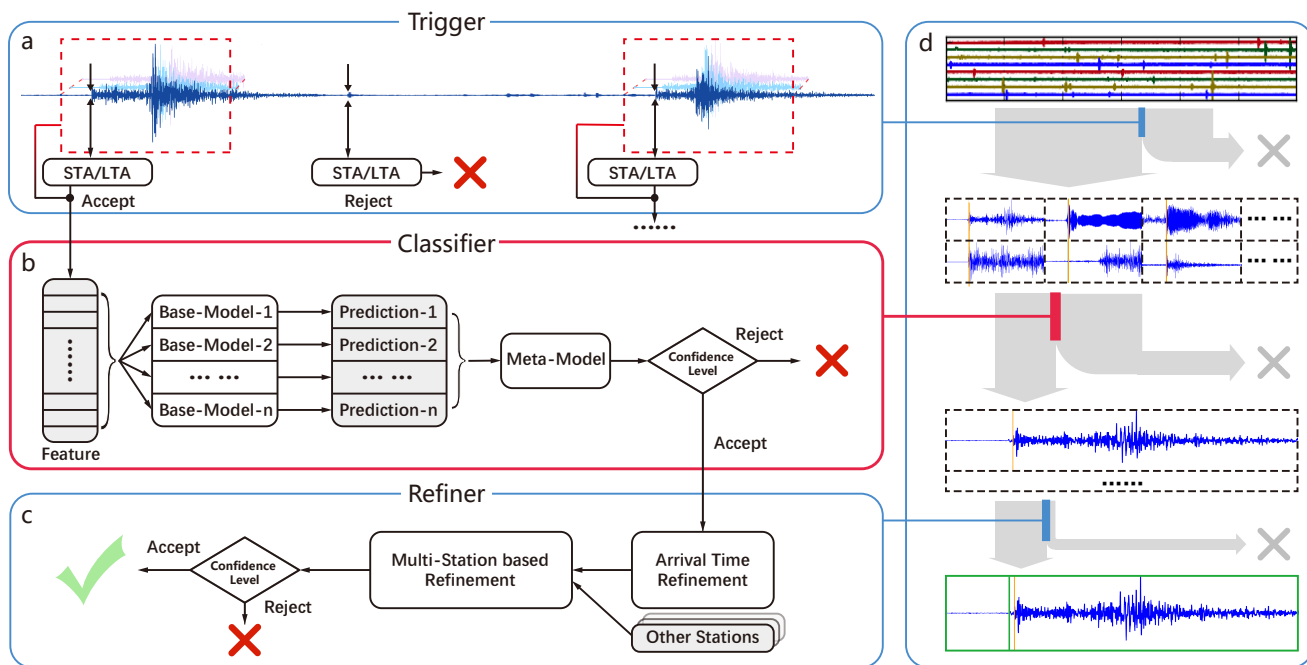 Trigger
a
STA/LTA
STA/LTA
STA/LTA
Accept
Reject
......
Classifier
b
Feature
......
Base-Model-1
Base-Model-2
... ...
Base-Model-n
Prediction-1
Prediction-2
... ...
Prediction-n
Meta-Model
Confidence
Level
Reject
Accept
Refiner
c
Accept
Confidence
Level
Reject
Multi-Station based
Refinement
Arrival Time
Refinement
Other Stations
d
... ...
... ...
......